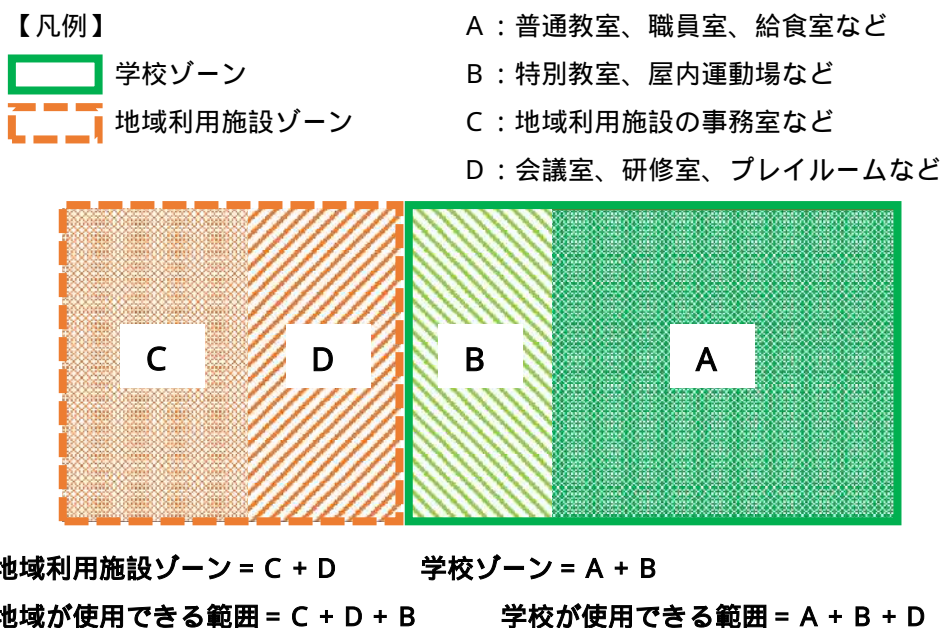 【凡例】
学校ゾーン
地域利用施設ゾーン
A：普通教室、職員室、給食室など
B：特別教室、屋内運動場など
C：地域利用施設の事務室など
D：会議室、研修室、プレイルームなど
C D B A
地域利用施設ゾーン = C + D 学校ゾーン = A + B
地域が使用できる範囲 = C + D + B 学校が使用できる範囲 = A + B + D